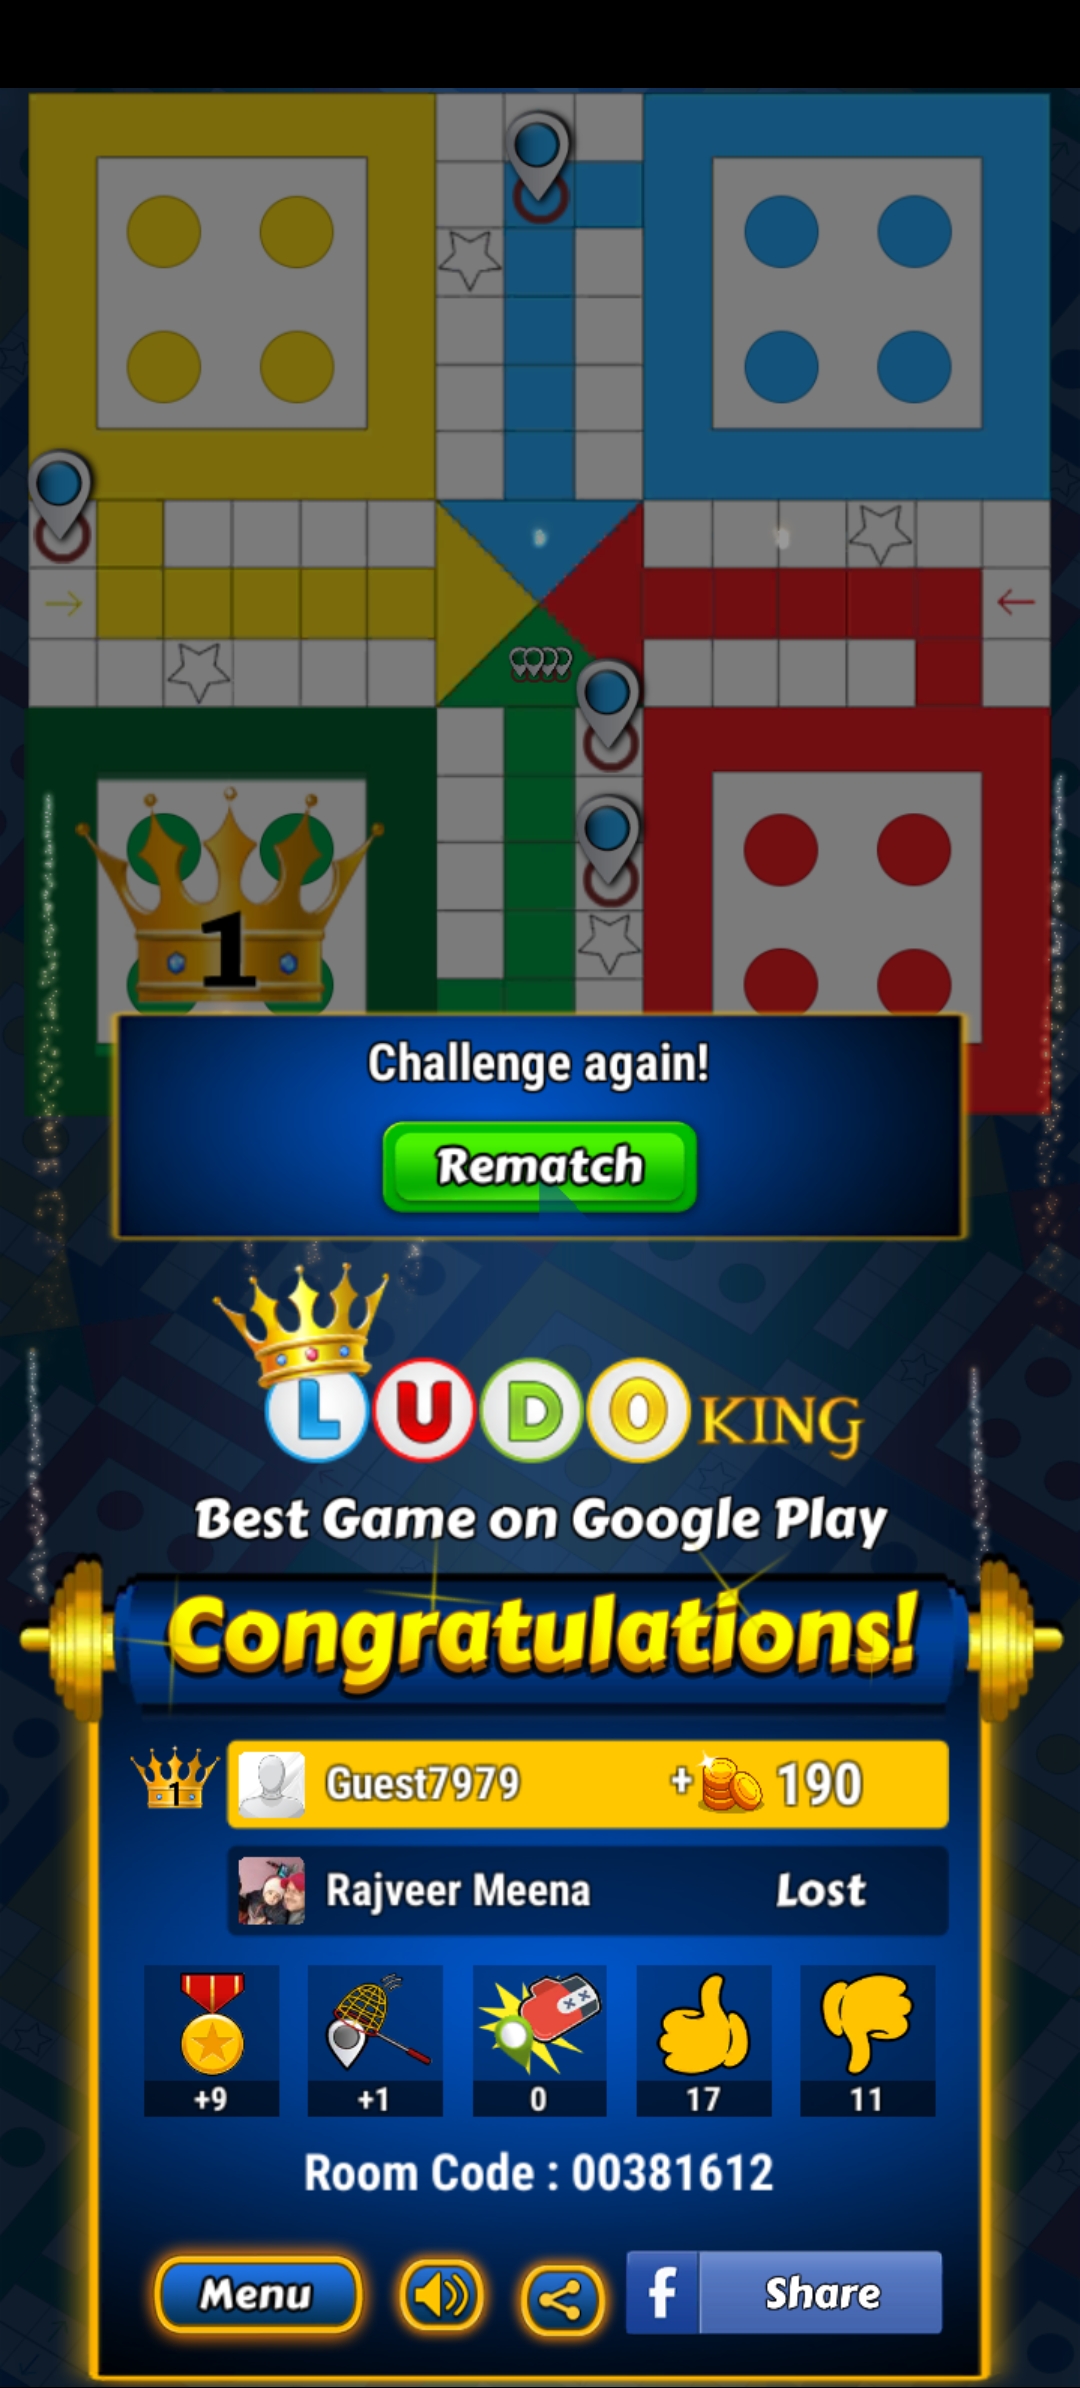 1
Challenge again!
Rematch
LUDO KING
Best Game on Google Play
Congratulations!
1 Guest7979 + 190
Rajveer Meena Lost
+9 +1 0 17 11
Room Code : 00381612
Menu f Share